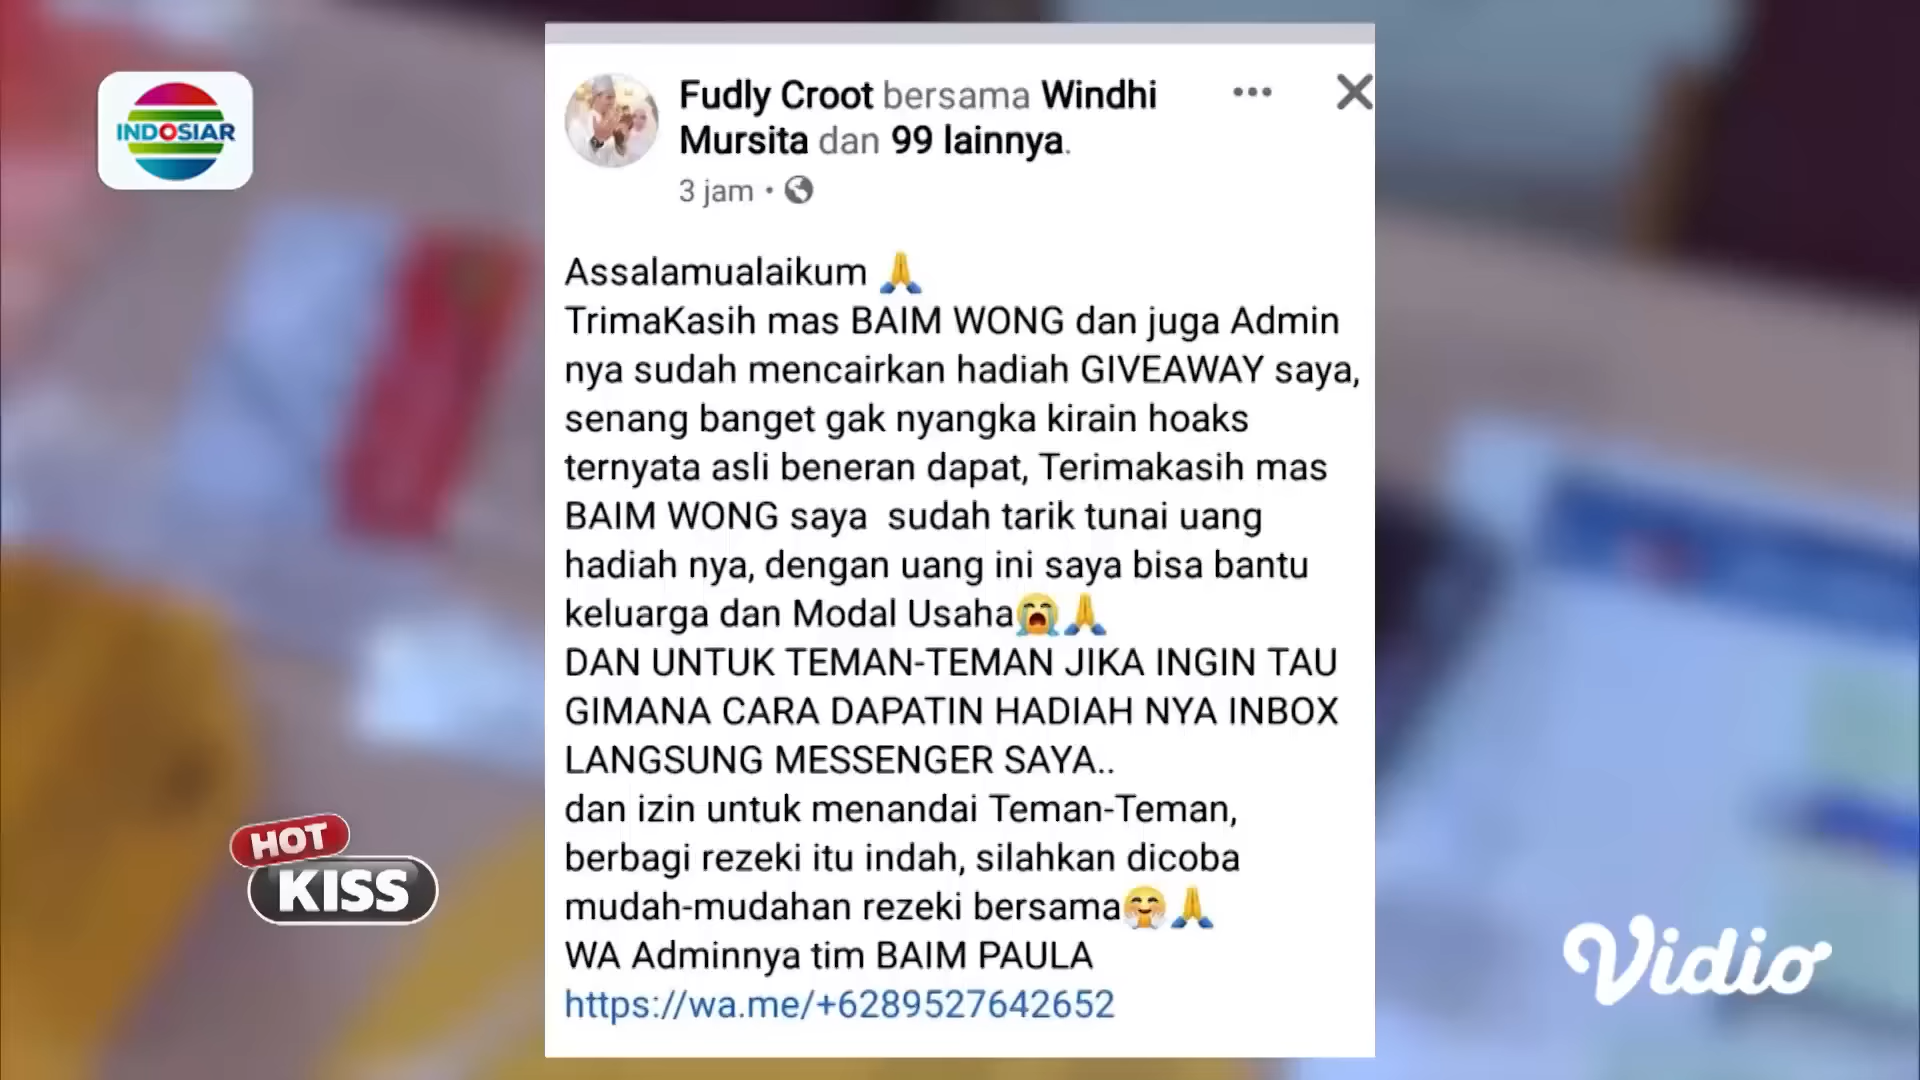 INDOSIAR
Fudly Croot bersama Windhi
Mursita dan 99 lainnya.
3 jam •
Assalamualaikum 🙏
TrimaKasih mas BAIM WONG dan juga Admin
nya sudah mencairkan hadiah GIVEAWAY saya,
senang banget gak nyangka kirain hoaks
ternyata asli beneran dapat, Terimakasih mas
BAIM WONG saya  sudah tarik tunai uang
hadiah nya, dengan uang ini saya bisa bantu
keluarga dan Modal Usaha😭🙏
DAN UNTUK TEMAN-TEMAN JIKA INGIN TAU
GIMANA CARA DAPATIN HADIAH NYA INBOX
LANGSUNG MESSENGER SAYA..
dan izin untuk menandai Teman-Teman,
berbagi rezeki itu indah, silahkan dicoba
mudah-mudahan rezeki bersama🤗🙏
WA Adminnya tim BAIM PAULA
https://wa.me/+6289527642652
HOT
KISS
Vidio